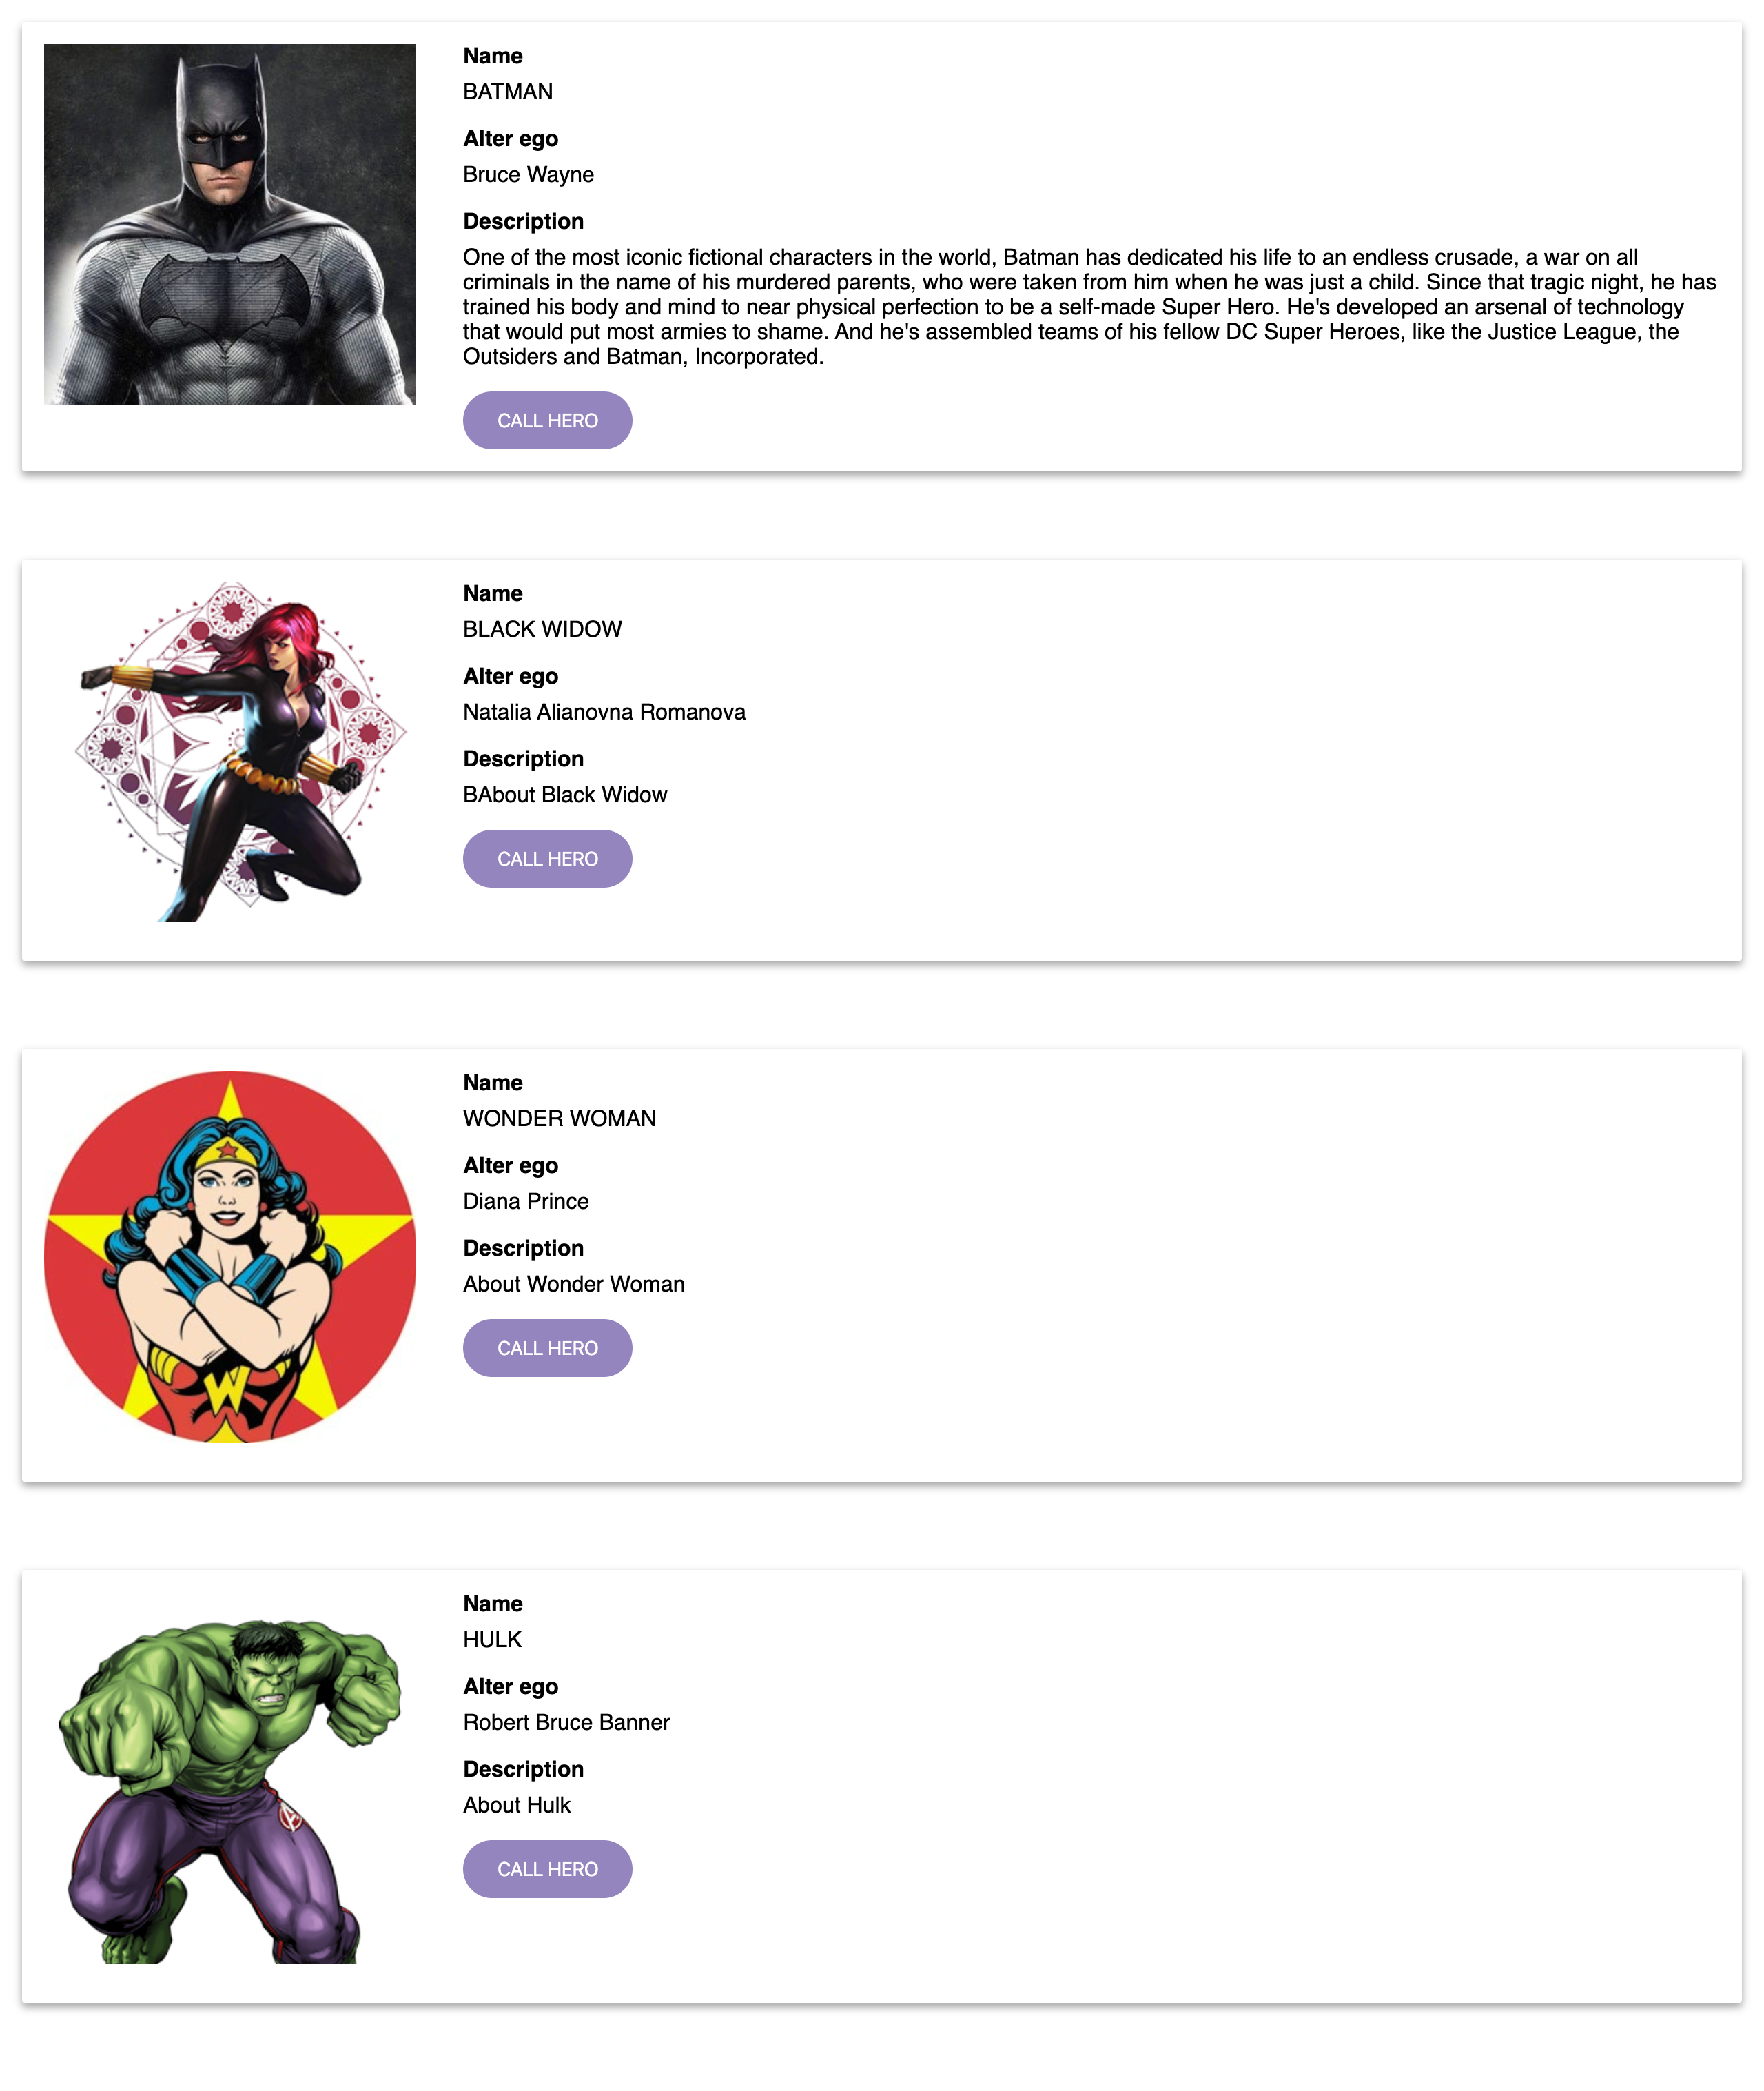 Name
BATMAN
Alter ego
Bruce Wayne
Description
One of the most iconic fictional characters in the world, Batman has dedicated his life to an endless crusade, a war on all
criminals in the name of his murdered parents, who were taken from him when he was just a child. Since that tragic night, he has
trained his body and mind to near physical perfection to be a self-made Super Hero. He's developed an arsenal of technology
that would put most armies to shame. And he's assembled teams of his fellow DC Super Heroes, like the Justice League, the
Outsiders and Batman, Incorporated.
CALL HERO
Name
BLACK WIDOW
Alter ego
Natalia Alianovna Romanova
Description
BAbout Black Widow
CALL HERO
Name
WONDER WOMAN
Alter ego
Diana Prince
Description
About Wonder Woman
CALL HERO
W
Name
HULK
Alter ego
Robert Bruce Banner
Description
About Hulk
CALL HERO